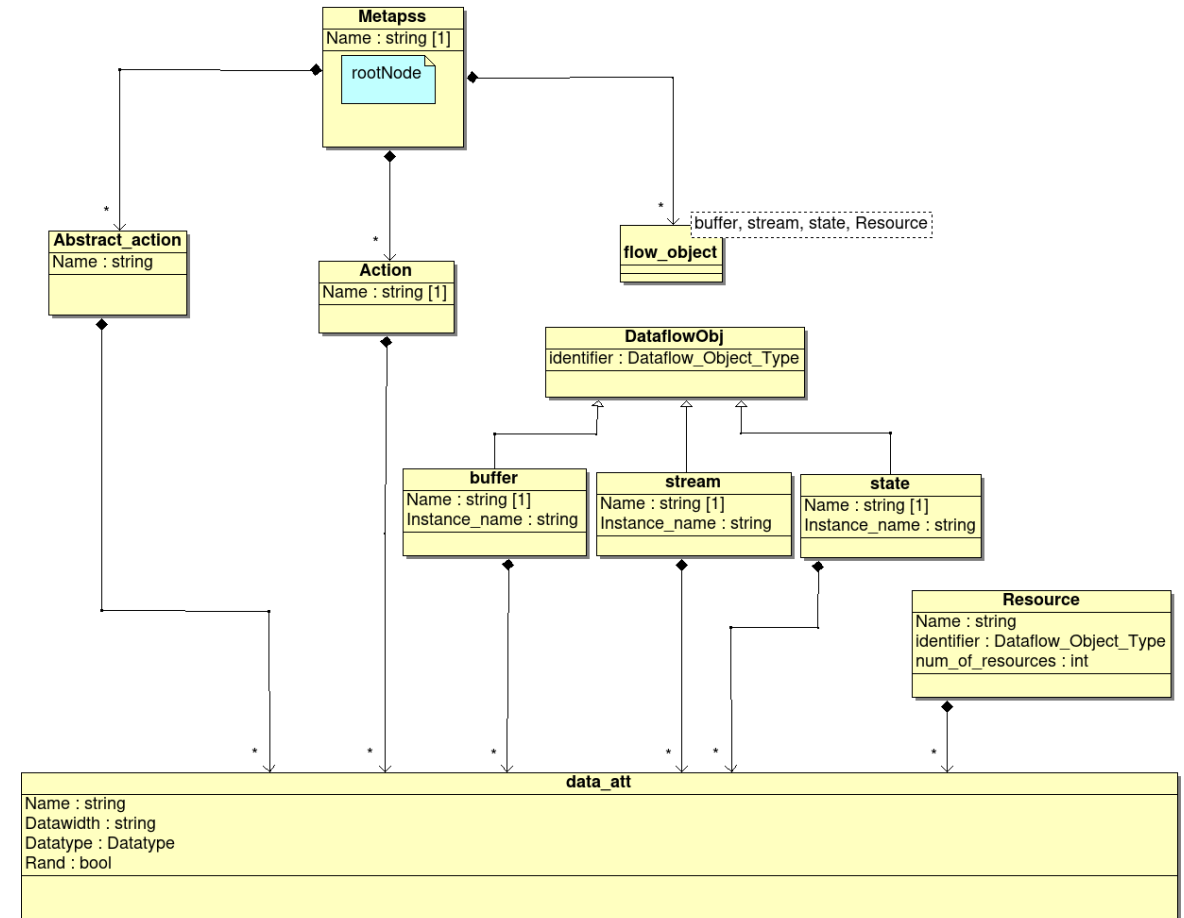 Metapss
Name : string [1]
rootNode
*
*
*
buffer, stream, state, Resource
Abstract_action
Name : string
flow_object
Action
Name : string [1]
DataflowObj
identifier : Dataflow_Object_Type
buffer
Name : string [1]
Instance_name : string
stream
Name : string [1]
Instance_name : string
state
Name : string [1]
Instance_name : string
Resource
Name : string
identifier : Dataflow_Object_Type
num_of_resources : int
*
*
*
*
*
*
data_att
Name : string
Datawidth : string
Datatype : Datatype
Rand : bool